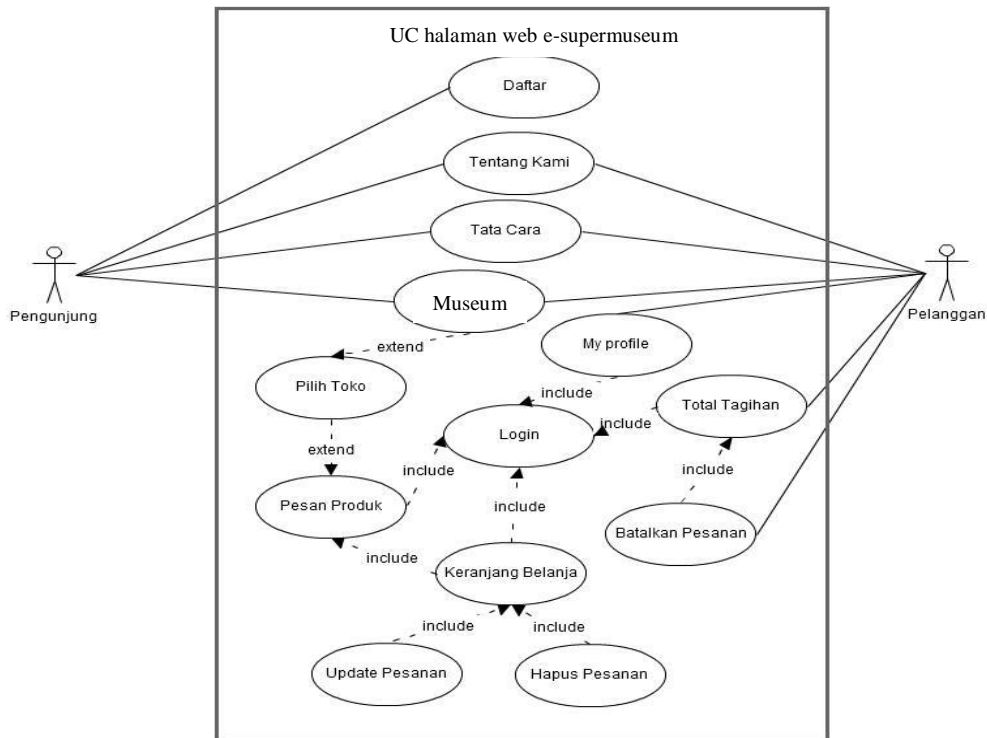 UC halaman web e-supermuseum
Daftar
Tentang Kami
Tata Cara
Pengunjung
Museum
Pelanggan
extend
My profile
Pilih Toko
include
Total Tagihan
Login
include
extend
include
include
Pesan Produk
include
Batalkan Pesanan
include
Keranjang Belanja
include
include
Update Pesanan
Hapus Pesanan